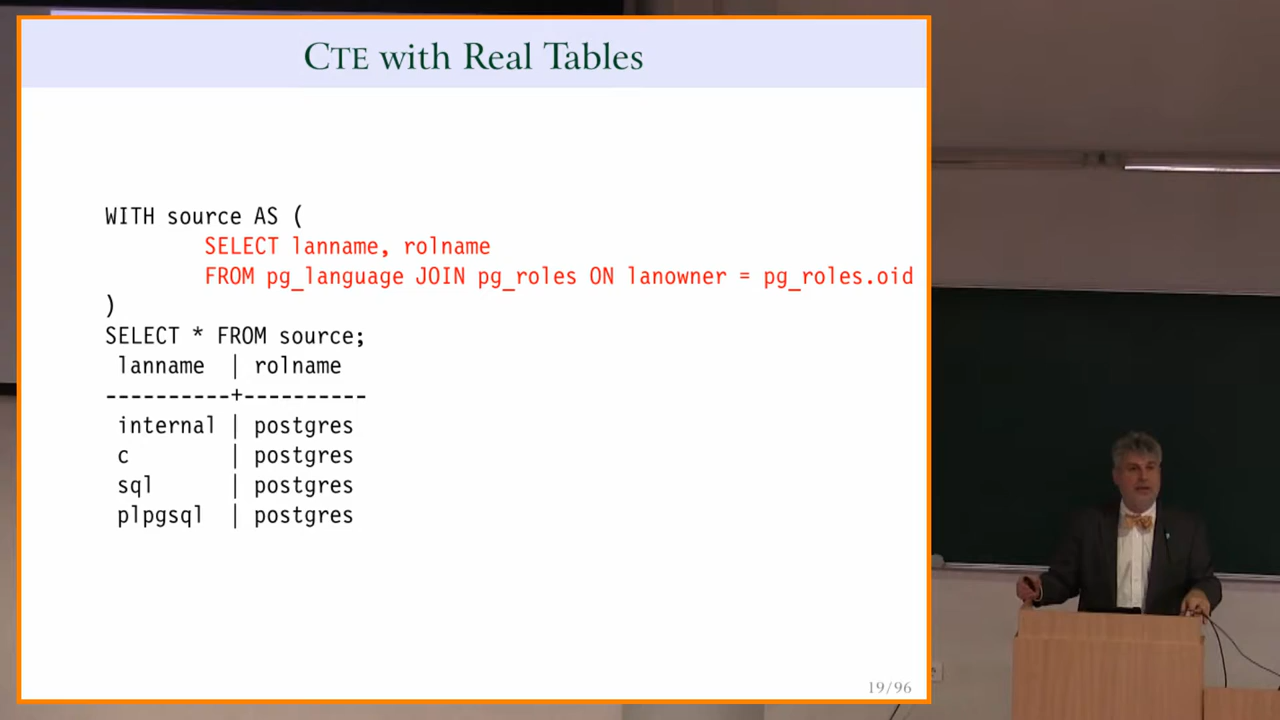 CTE with Real Tables
WITH source AS (
SELECT lanname, rolname
FROM pg_language JOIN pg_roles ON lanowner = pg_roles.oid
)
SELECT * FROM source;
lanname | rolname
----------+----------
internal | postgres
c | postgres
sql | postgres
plpgsql | postgres
19/96